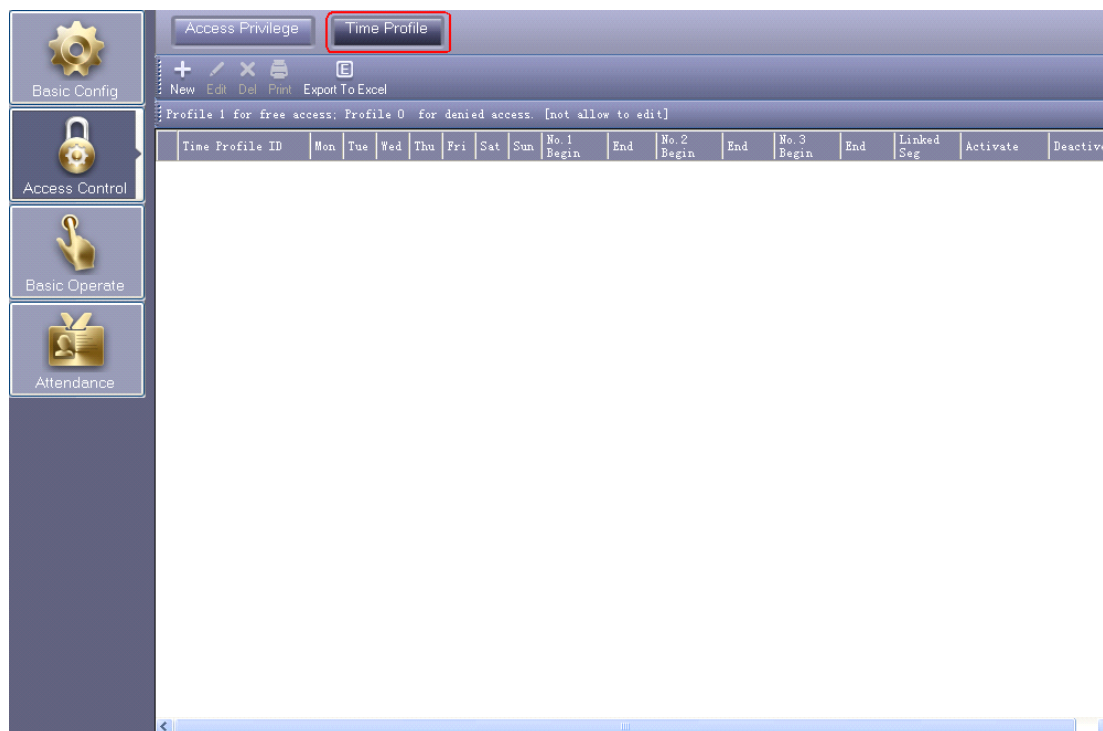 Access Privilege Time Profile
New Edit Del Print Export To Excel
Profile 1 for free access; Profile 0 for denied access. [not allow to edit]
Time Profile ID Mon Tue Wed Thu Fri Sat Sun No.1 Begin End No.2 Begin End No.3 Begin End Linked Seg Activate Deactiv
Basic Config
Access Control
Basic Operate
Attendance